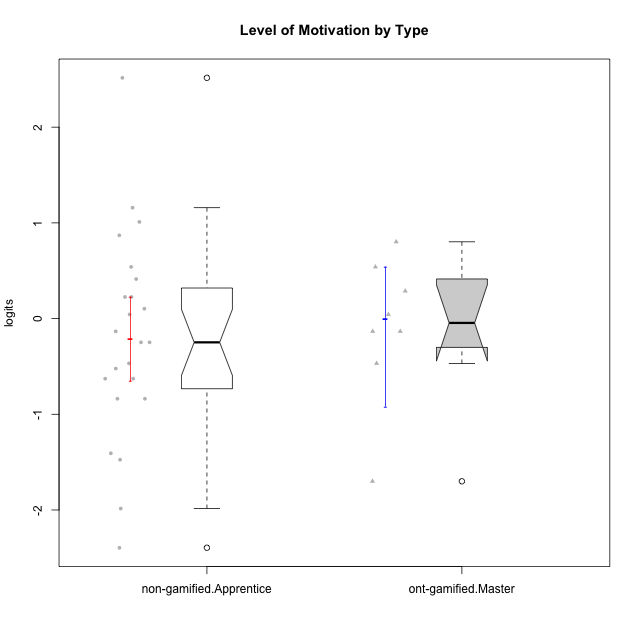 Level of Motivation by Type
logits
2
1
0
-1
-2
non-gamified.Apprentice
ont-gamified.Master